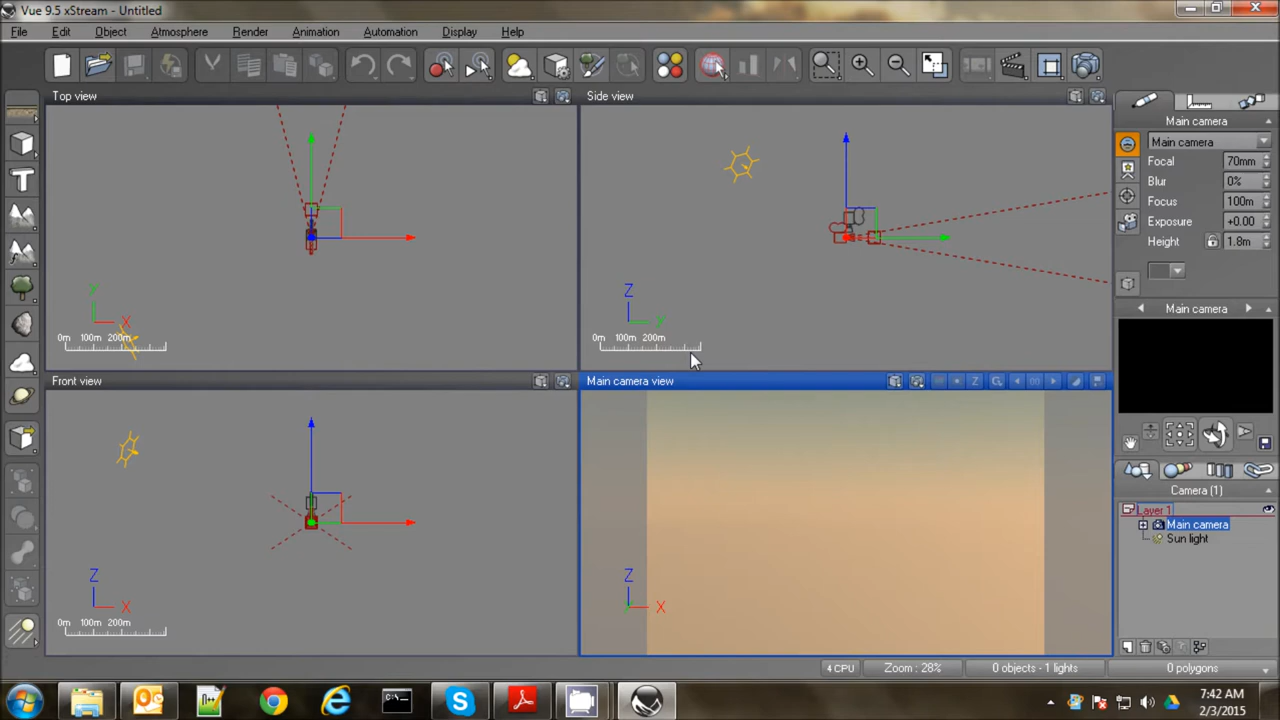 Vue 9.5 xStream - Untitled
File Edit Object Atmosphere Render Animation Automation Display Help
Top view
Side view
Main camera
Main camera
Focal 70mm
Blur 0%
Focus 100m
Exposure +0.00
Height 1.8m
Y
X
0m 100m 200m
Z
Y
0m 100m 200m
Main camera
Front view
Main camera view
Z
Camera (1)
Layer 1
Main camera
Sun light
Z
X
0m 100m 200m
Z
X
4 CPU
Zoom : 28%
0 objects - 1 lights
0 polygons
7:42 AM
2/3/2015